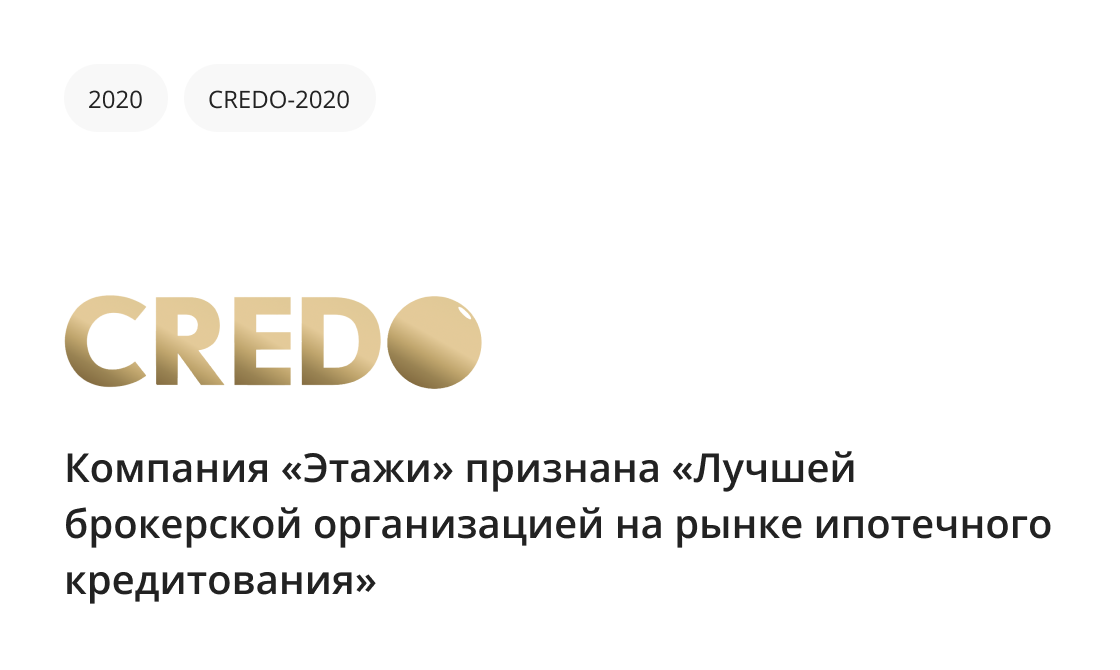 2020
CREDO-2020
CREDO
Компания «Этажи» признана «Лучшей
брокерской организацией на рынке ипотечного
кредитования»